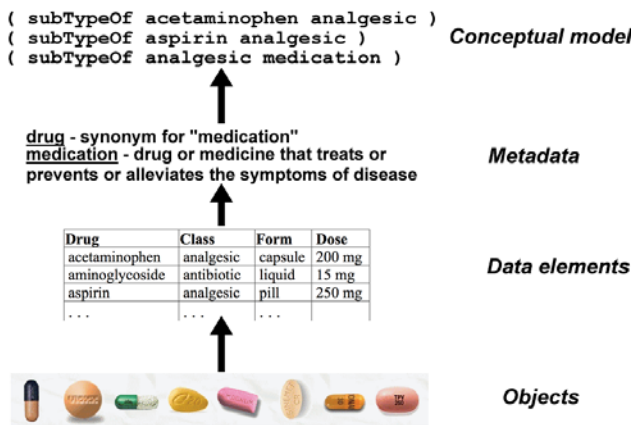 ( subTypeOf acetaminophen analgesic )
( subTypeOf aspirin analgesic )
( subTypeOf analgesic medication )
Conceptual model
drug - synonym for "medication"
medication - drug or medicine that treats or
prevents or alleviates the symptoms of disease
Metadata
Drug Class Form Dose
acetaminophen analgesic capsule 200 mg
aminoglycoside antibiotic liquid 15 mg
aspirin analgesic pill 250 mg
. . . . . . . . .
Data elements
Objects